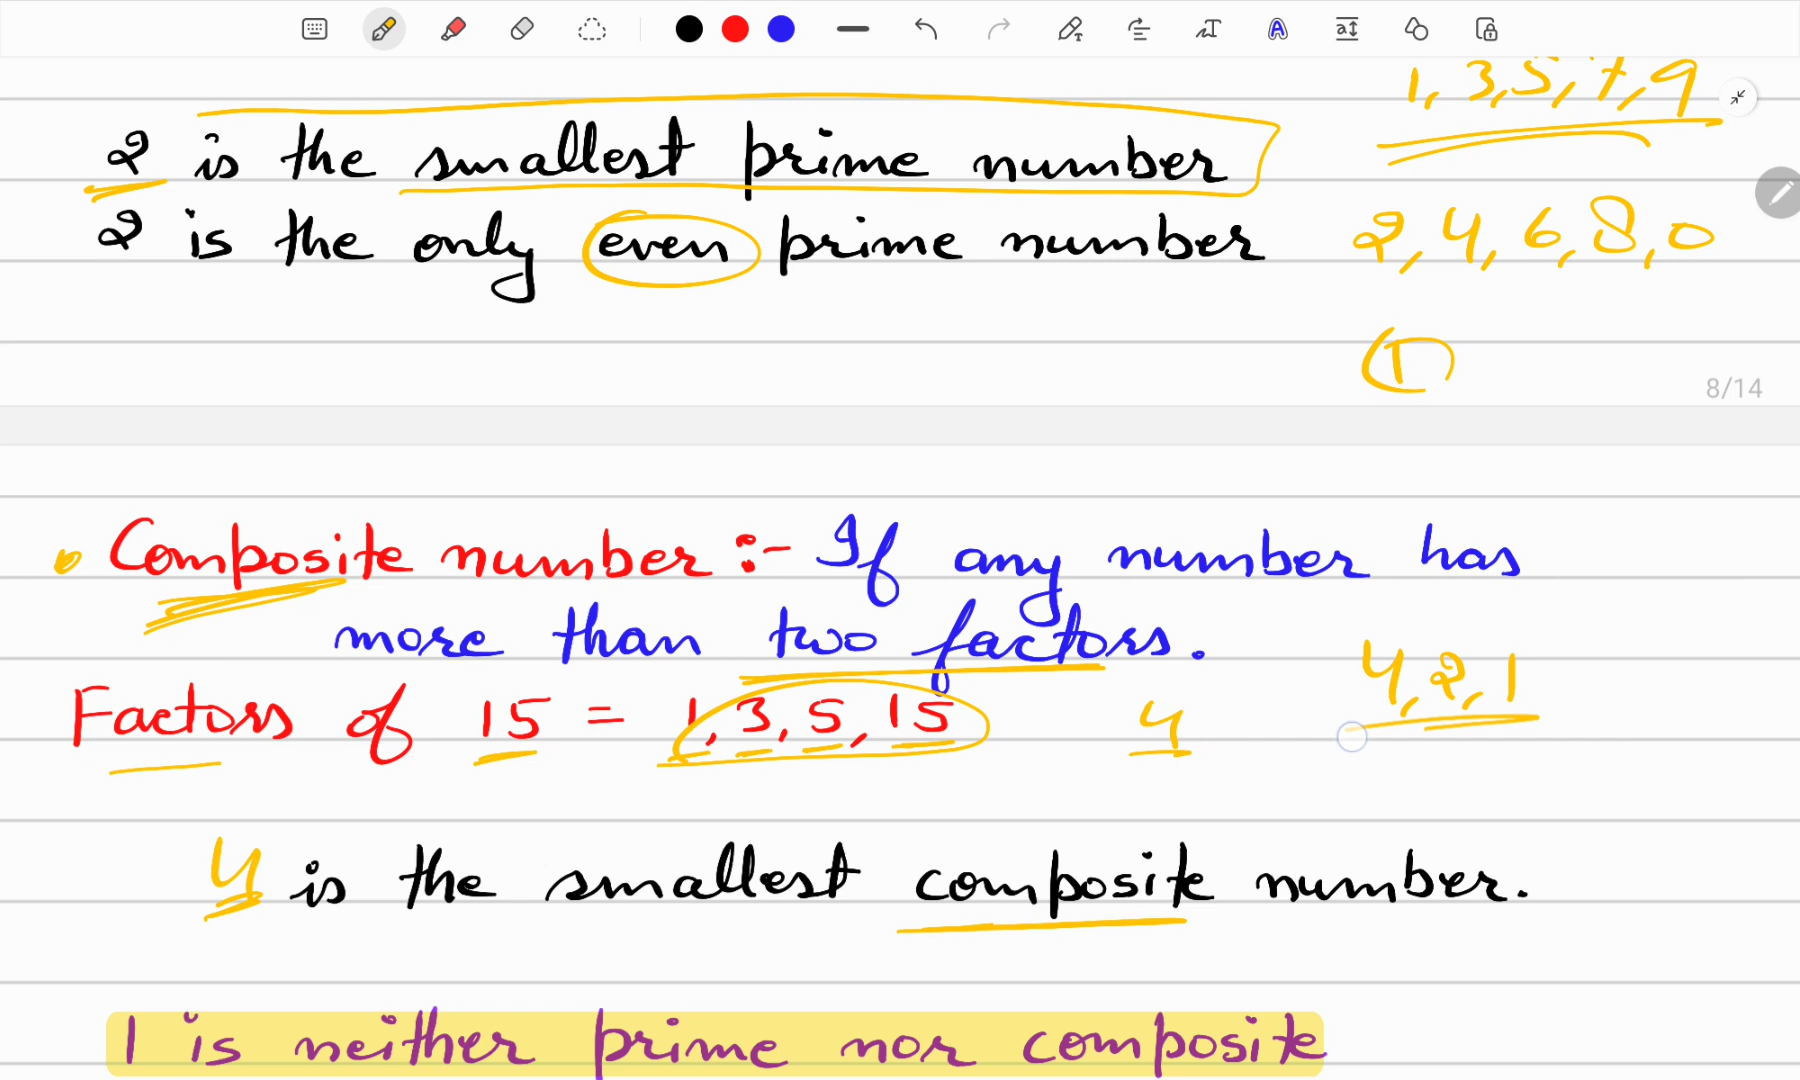 1, 3, 5, 7, 9
2 is the smallest prime number
2 is the only even prime number 2, 4, 6, 8, 0
1
8/14
Composite number :- If any number has
more than two factors.
4, 2, 1
Factors of 15 = 1, 3, 5, 15 4
4 is the smallest composite number.
1 is neither prime nor composite